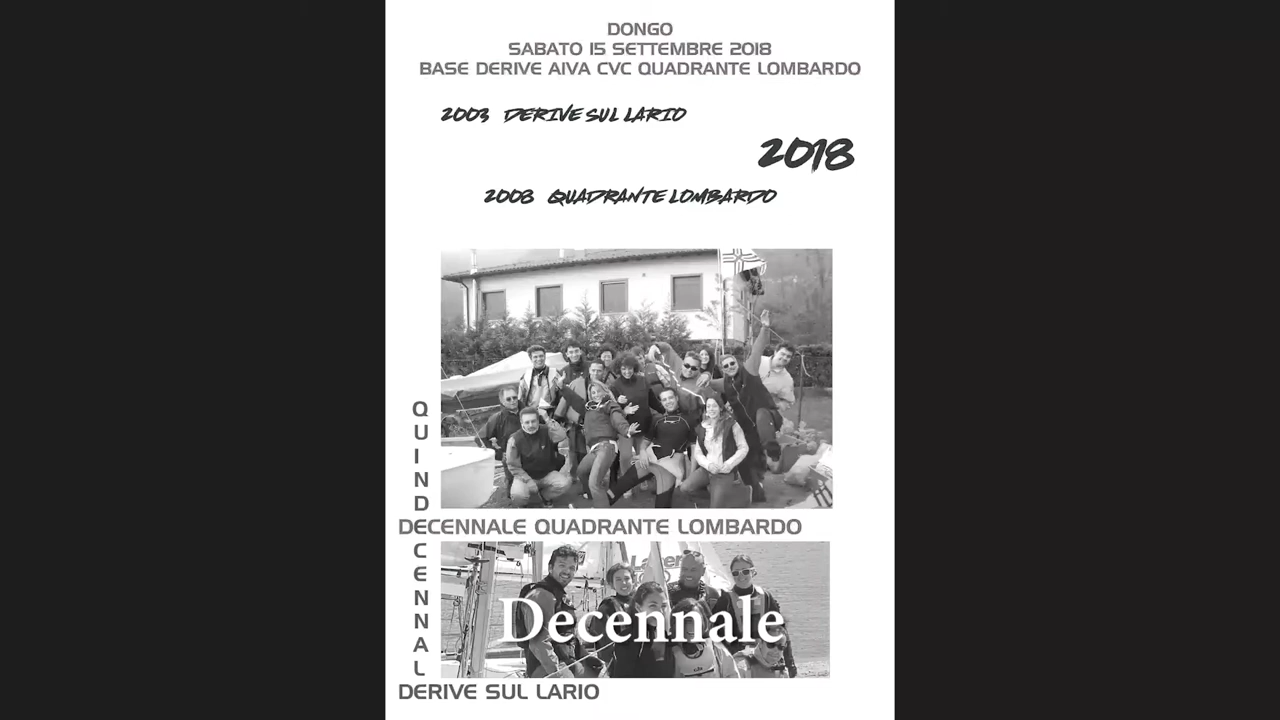 DONGO
SABATO 15 SETTEMBRE 2018
BASE DERIVE AIVA CVC QUADRANTE LOMBARDO
2003 DERIVE SUL LARIO
2018
2008 QUADRANTE LOMBARDO
QUINDECENNAL
DECENNALE QUADRANTE LOMBARDO
Decennale
DERIVE SUL LARIO